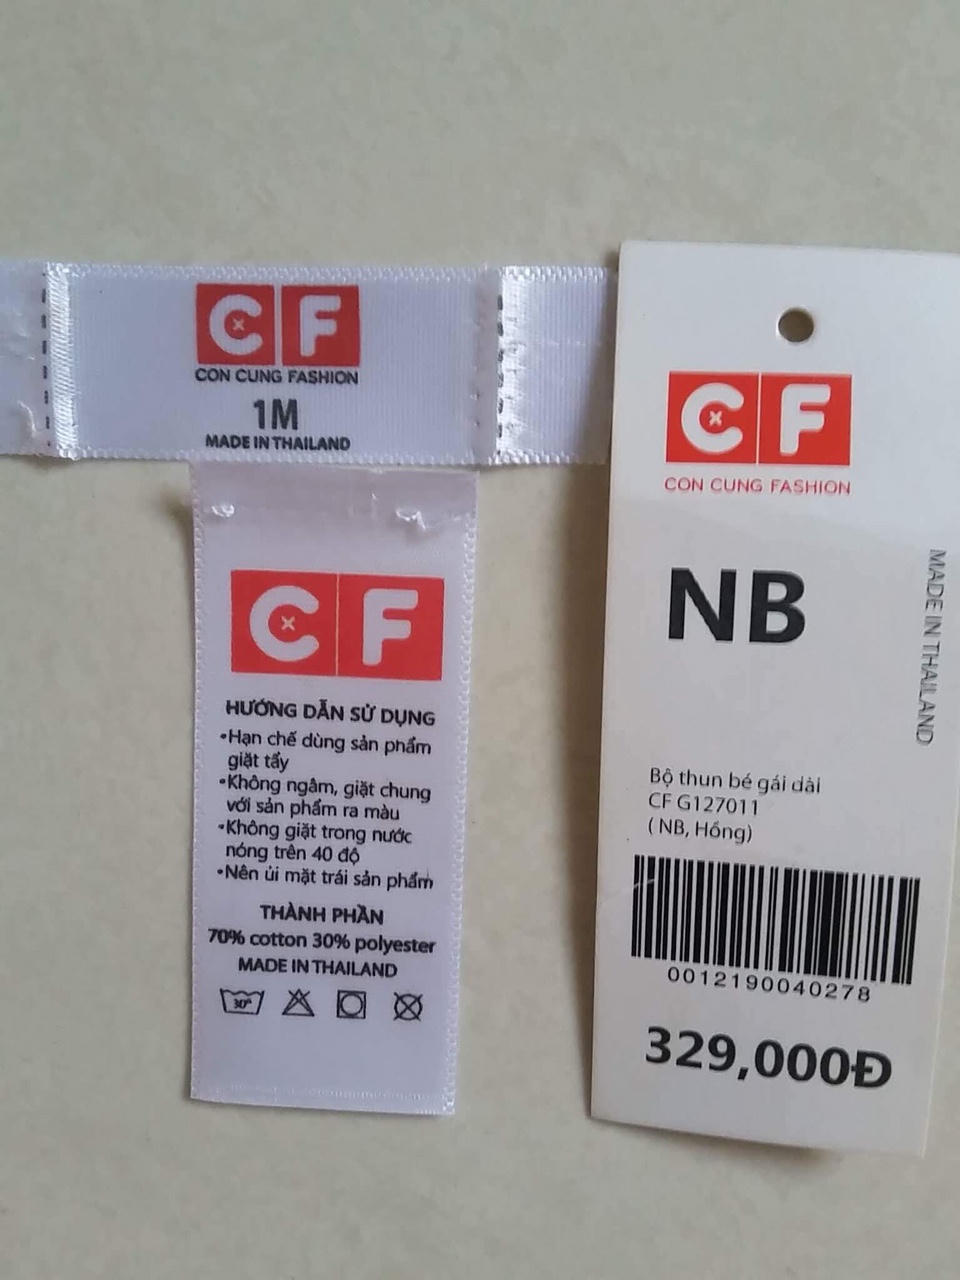 CF
CON CUNG FASHION
1M
MADE IN THAILAND
CF
HƯỚNG DẪN SỬ DỤNG
•Hạn chế dùng sản phẩm
giặt tẩy
•Không ngâm, giặt chung
với sản phẩm ra màu
•Không giặt trong nước
nóng trên 40 độ
•Nên ủi mặt trái sản phẩm
THÀNH PHẦN
70% cotton 30% polyester
MADE IN THAILAND
30°
CF
CON CUNG FASHION
NB
MADE IN THAILAND
Bộ thun bé gái dài
CF G127011
( NB, Hồng)
0012190040278
329,000Đ